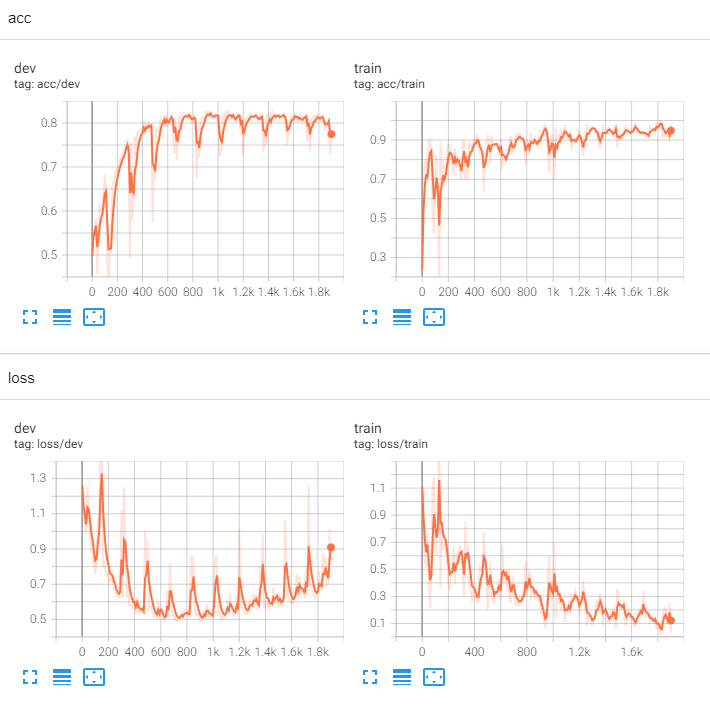 acc
dev
tag: acc/dev
0.8
0.7
0.6
0.5
0 200 400 600 800 1k 1.2k 1.4k 1.6k 1.8k
train
tag: acc/train
0.9
0.7
0.5
0.3
0 200 400 600 800 1k 1.2k 1.4k 1.6k 1.8k
loss
dev
tag: loss/dev
1.3
1.1
0.9
0.7
0.5
0 200 400 600 800 1k 1.2k 1.4k 1.6k 1.8k
train
tag: loss/train
1.1
0.9
0.7
0.5
0.3
0.1
0 400 800 1.2k 1.6k